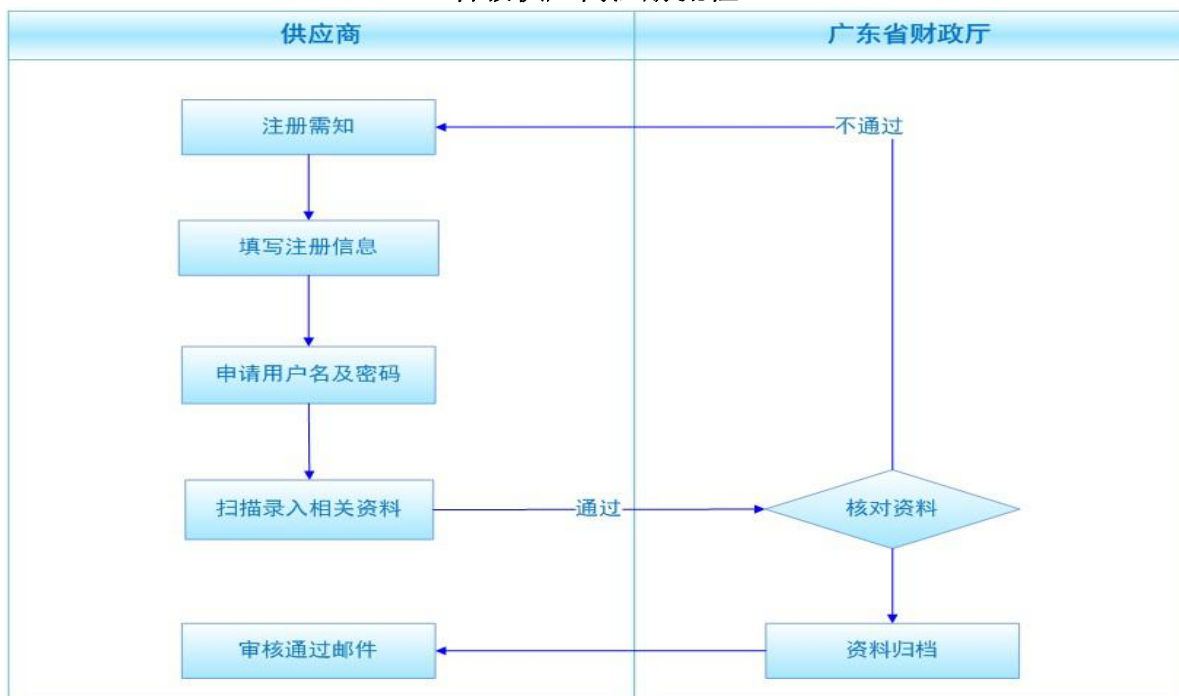 供应商
广东省财政厅
注册需知
不通过
填写注册信息
申请用户名及密码
扫描录入相关资料
通过
核对资料
审核通过邮件
资料归档